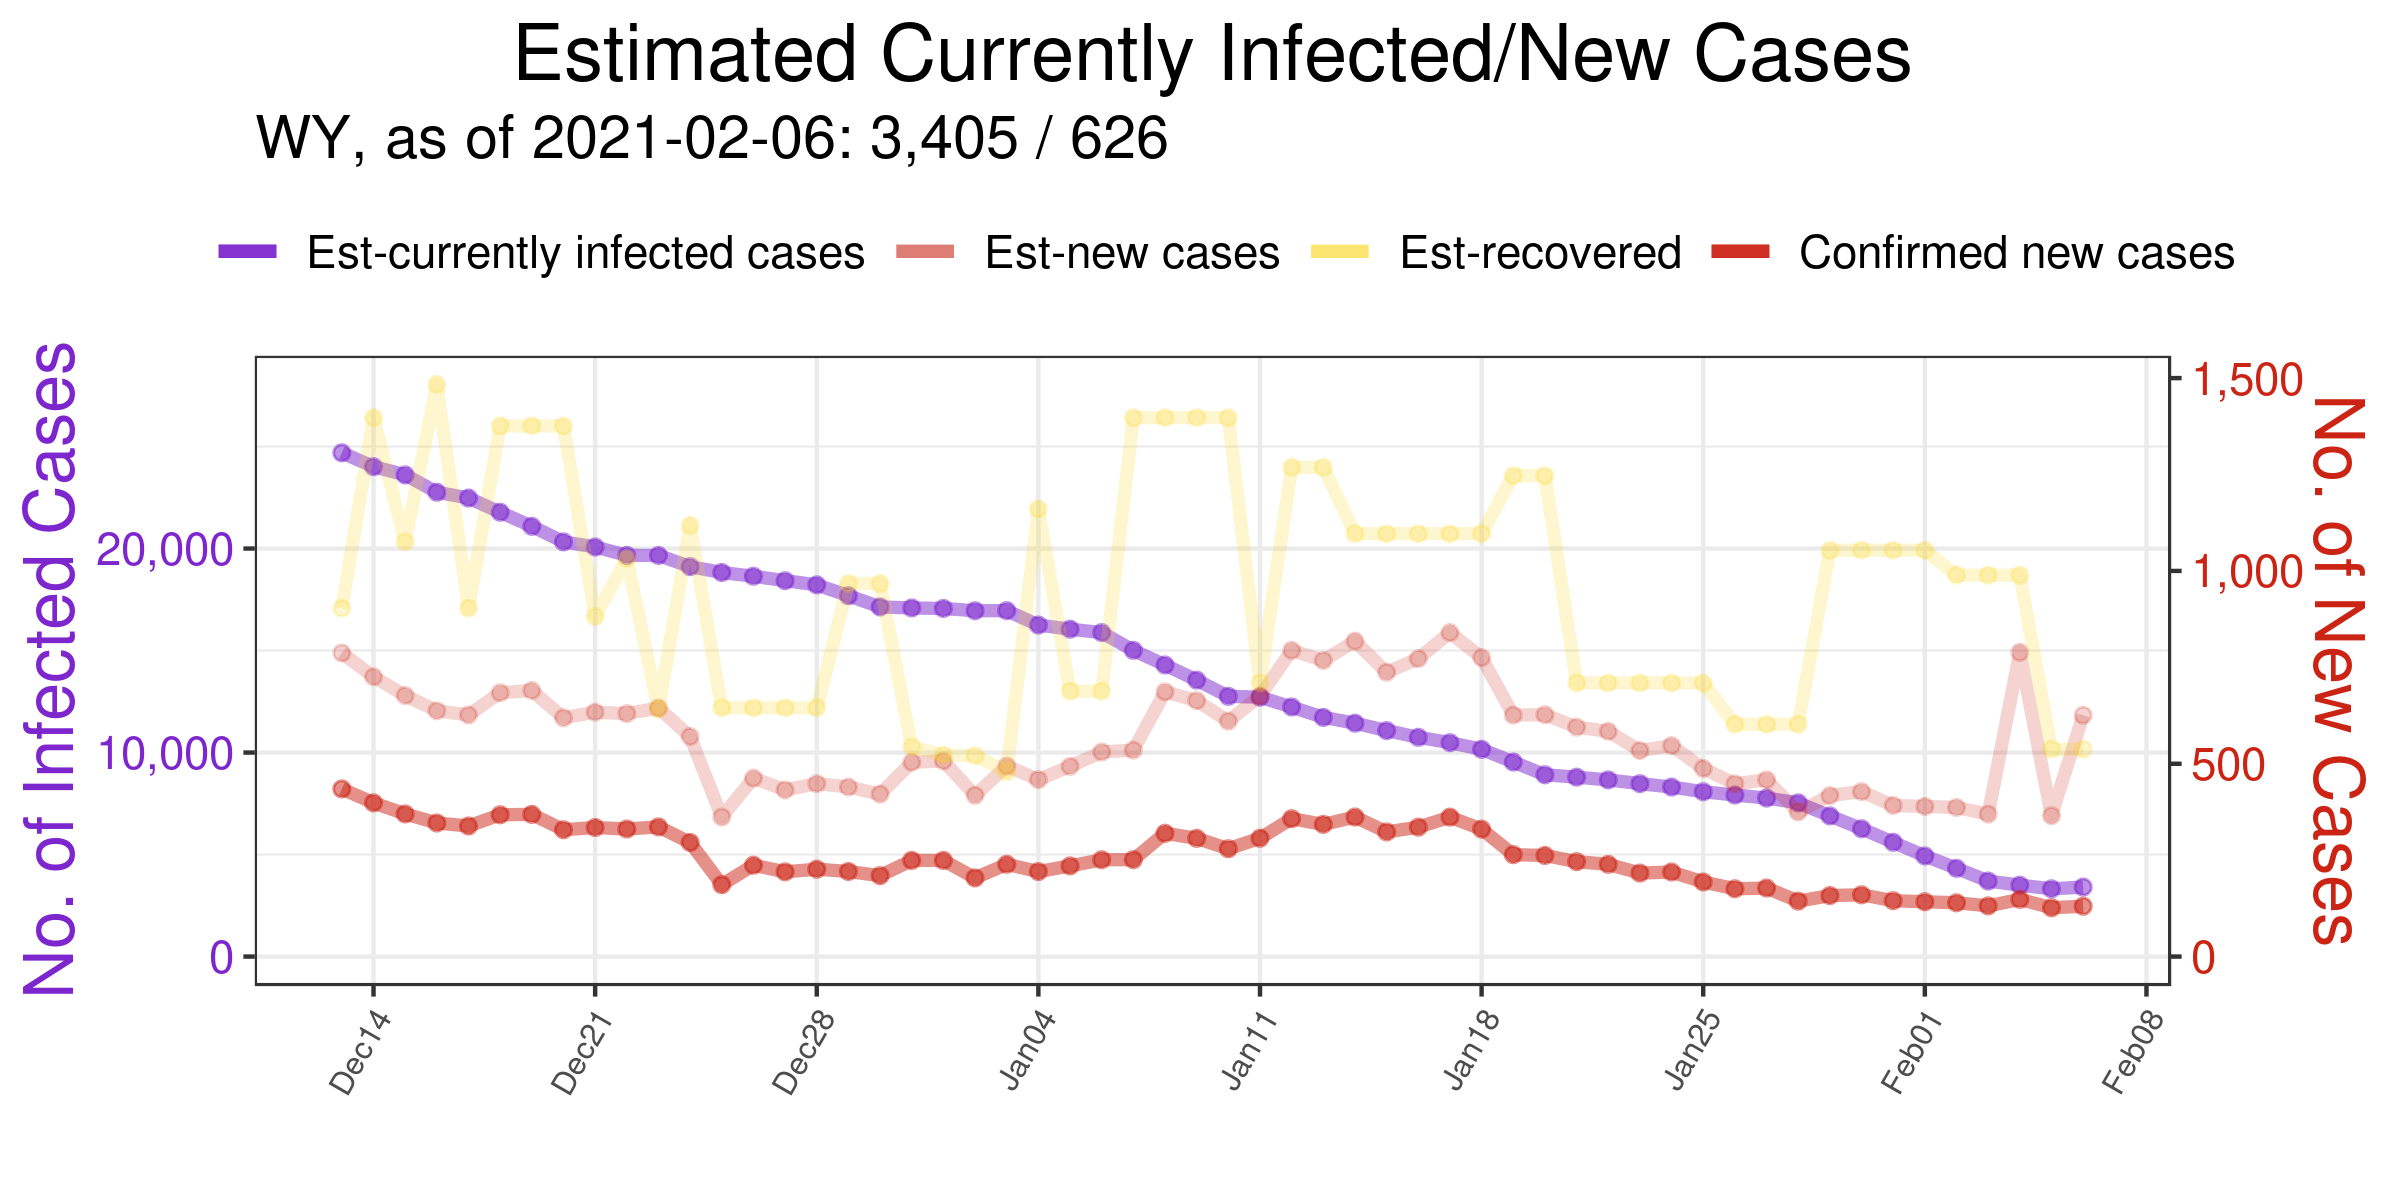 Estimated Currently Infected/New Cases
WY, as of 2021-02-06: 3,405 / 626
Est-currently infected cases Est-new cases Est-recovered Confirmed new cases
No. of Infected Cases
20,000
10,000
0
1,500
1,000
500
0
No. of New Cases
Dec14 Dec21 Dec28 Jan04 Jan11 Jan18 Jan25 Feb01 Feb08